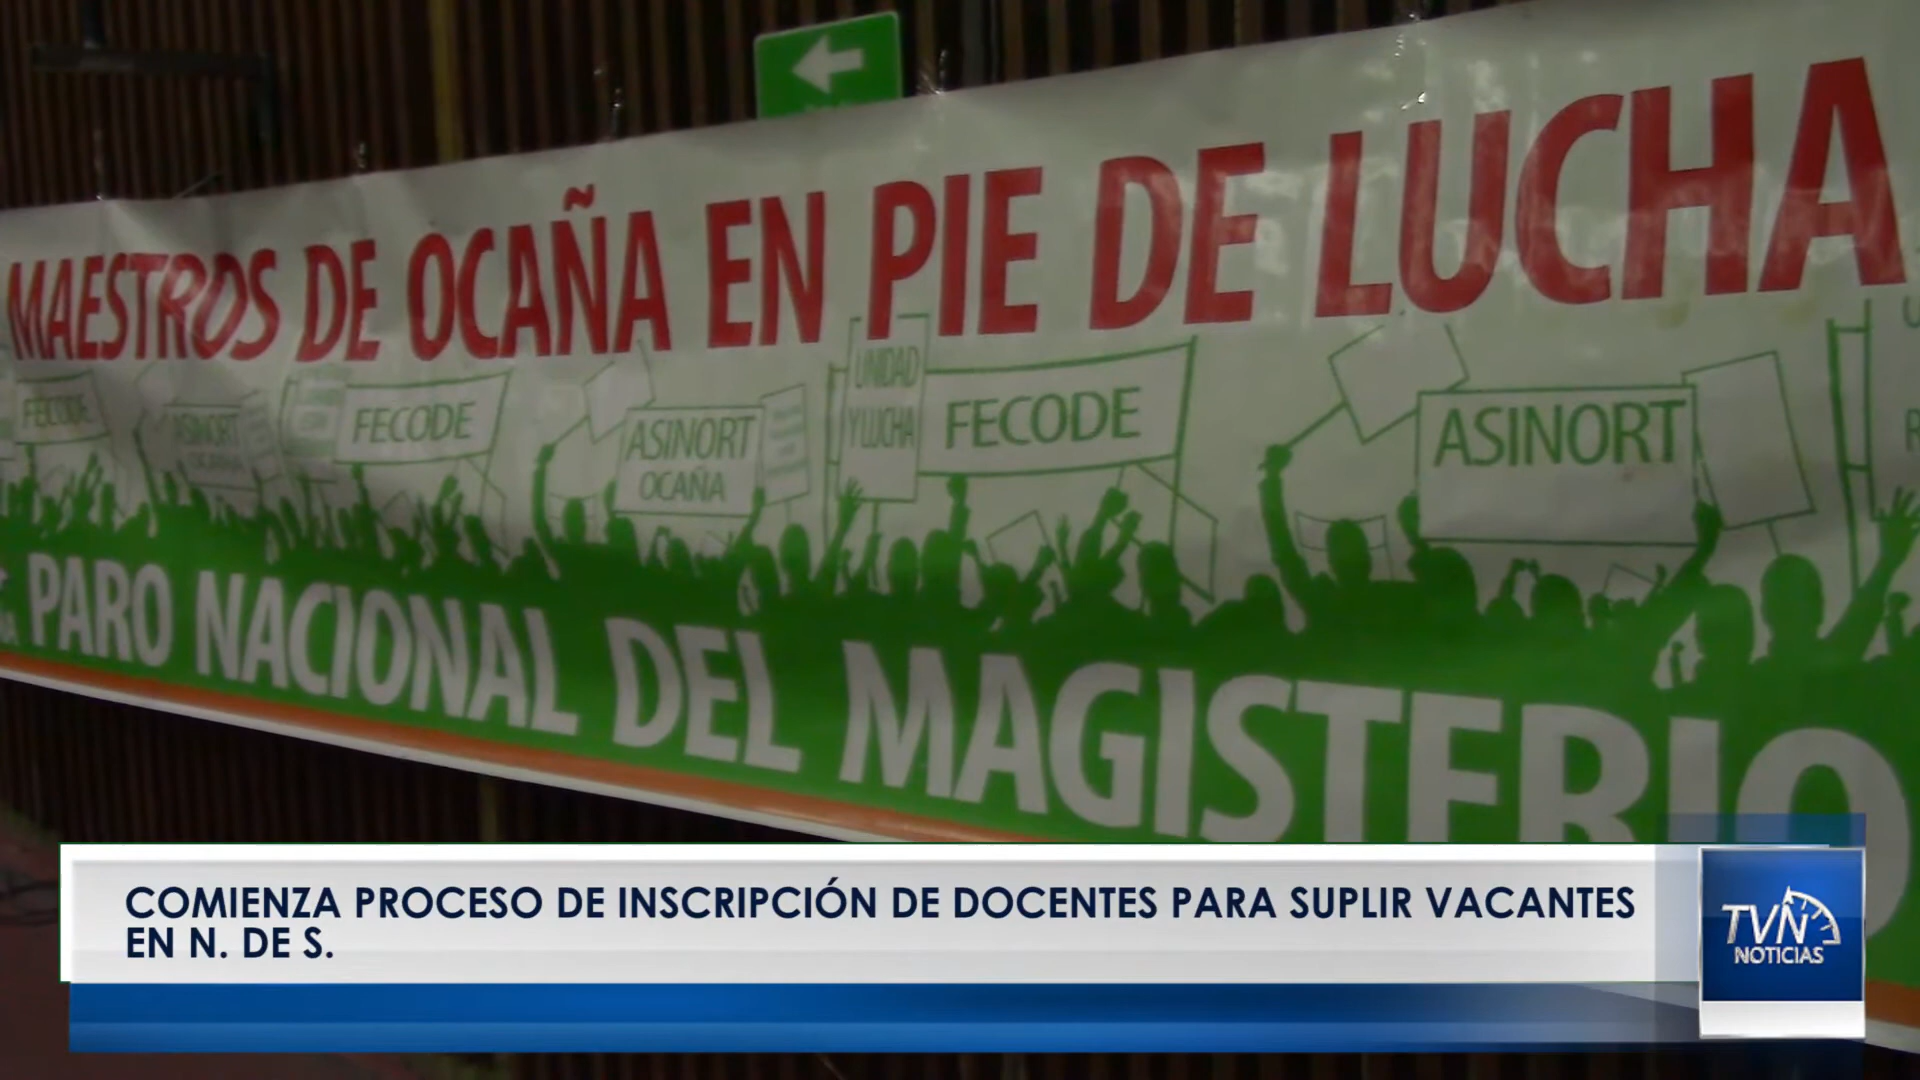 MAESTROS DE OCAÑA EN PIE DE LUCHA
FECODE
ASINORT
OCAÑA
FECODE
ASINORT
OCAÑA
UNIDAD
Y LUCHA
FECODE
ASINORT
PARO NACIONAL DEL MAGISTERIO
COMIENZA PROCESO DE INSCRIPCIÓN DE DOCENTES PARA SUPLIR VACANTES
EN N. DE S.
TVN
NOTICIAS